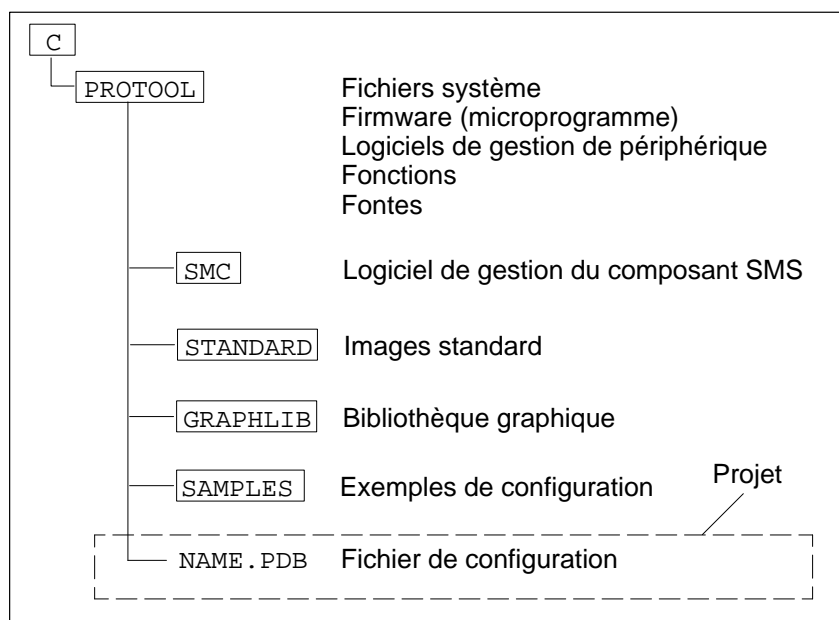 C
PROTOOL Fichiers système
Firmware (microprogramme)
Logiciels de gestion de périphérique
Fonctions
Fontes
SMC Logiciel de gestion du composant SMS
STANDARD Images standard
GRAPHLIB Bibliothèque graphique
SAMPLES Exemples de configuration
Projet
NAME.PDB Fichier de configuration